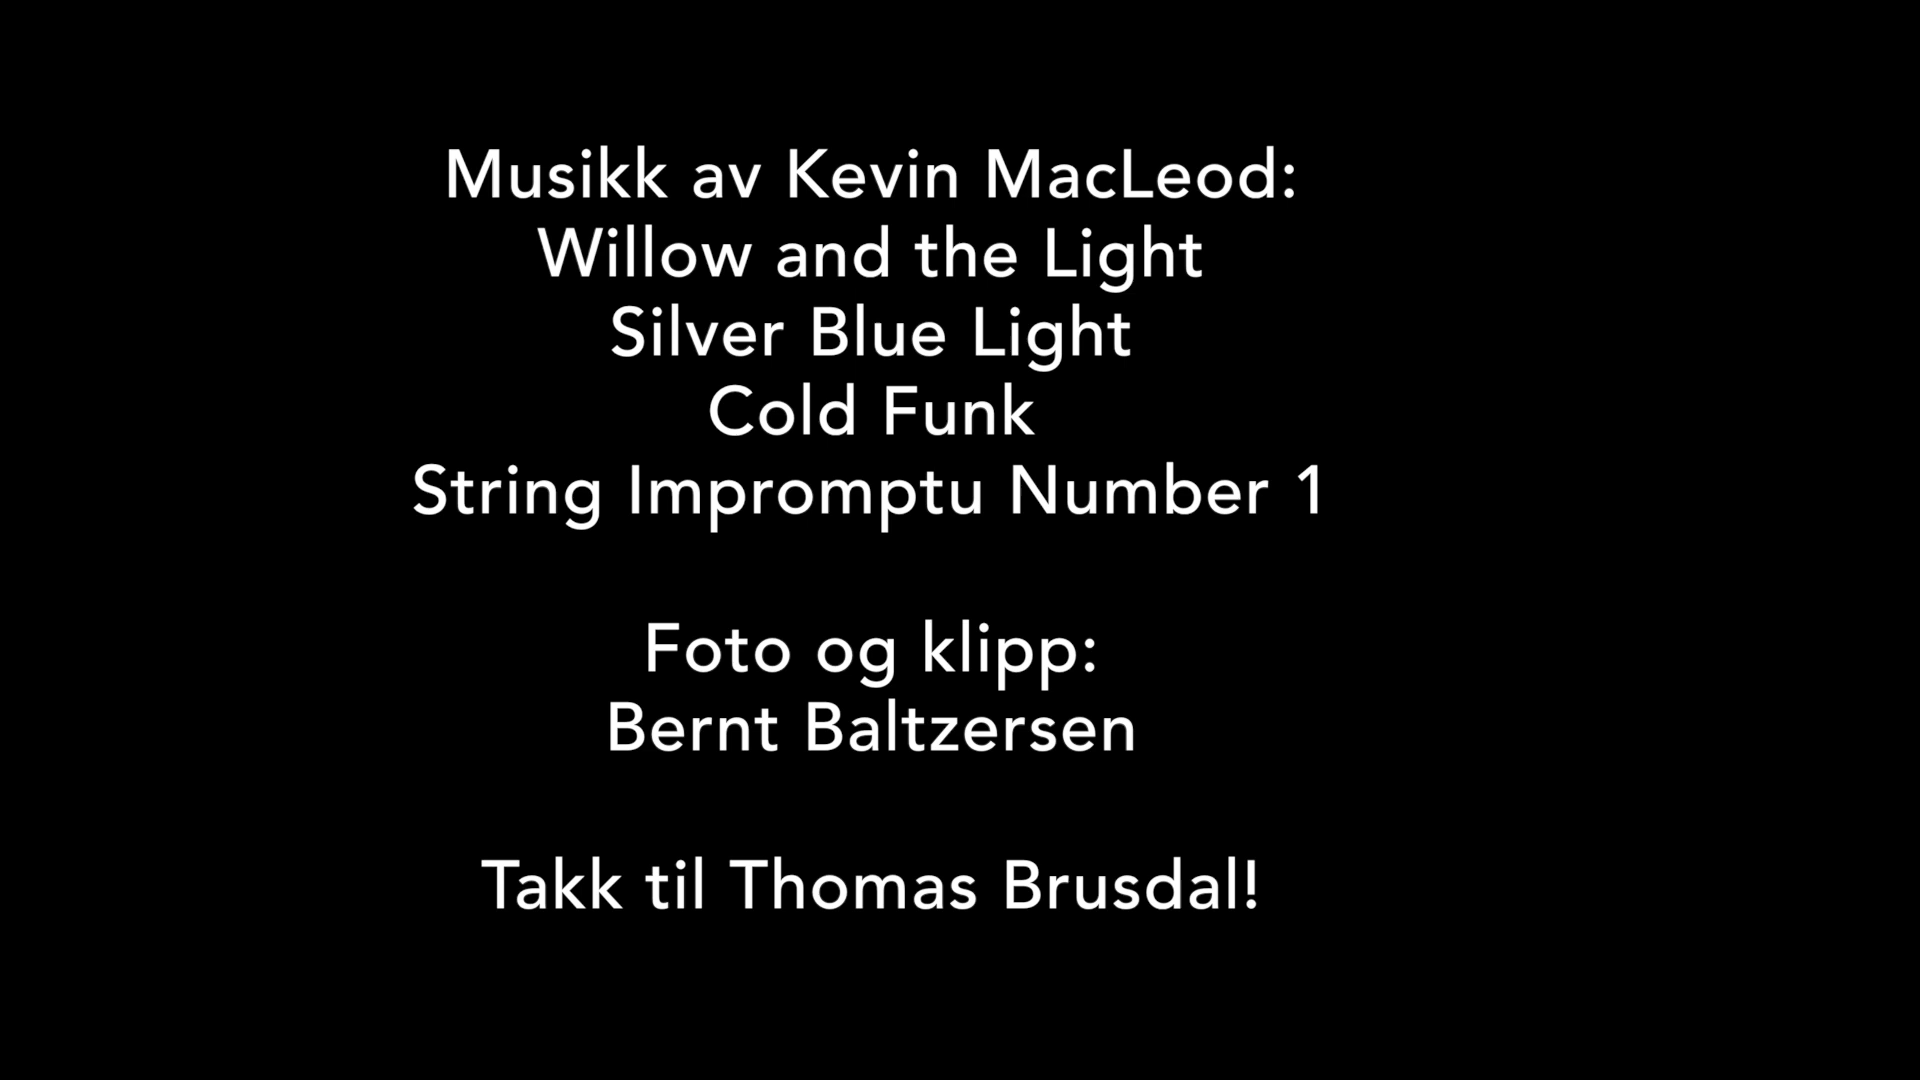 Musikk av Kevin MacLeod:
Willow and the Light
Silver Blue Light
Cold Funk
String Impromptu Number 1
Foto og klipp:
Bernt Baltzersen
Takk til Thomas Brusdal!